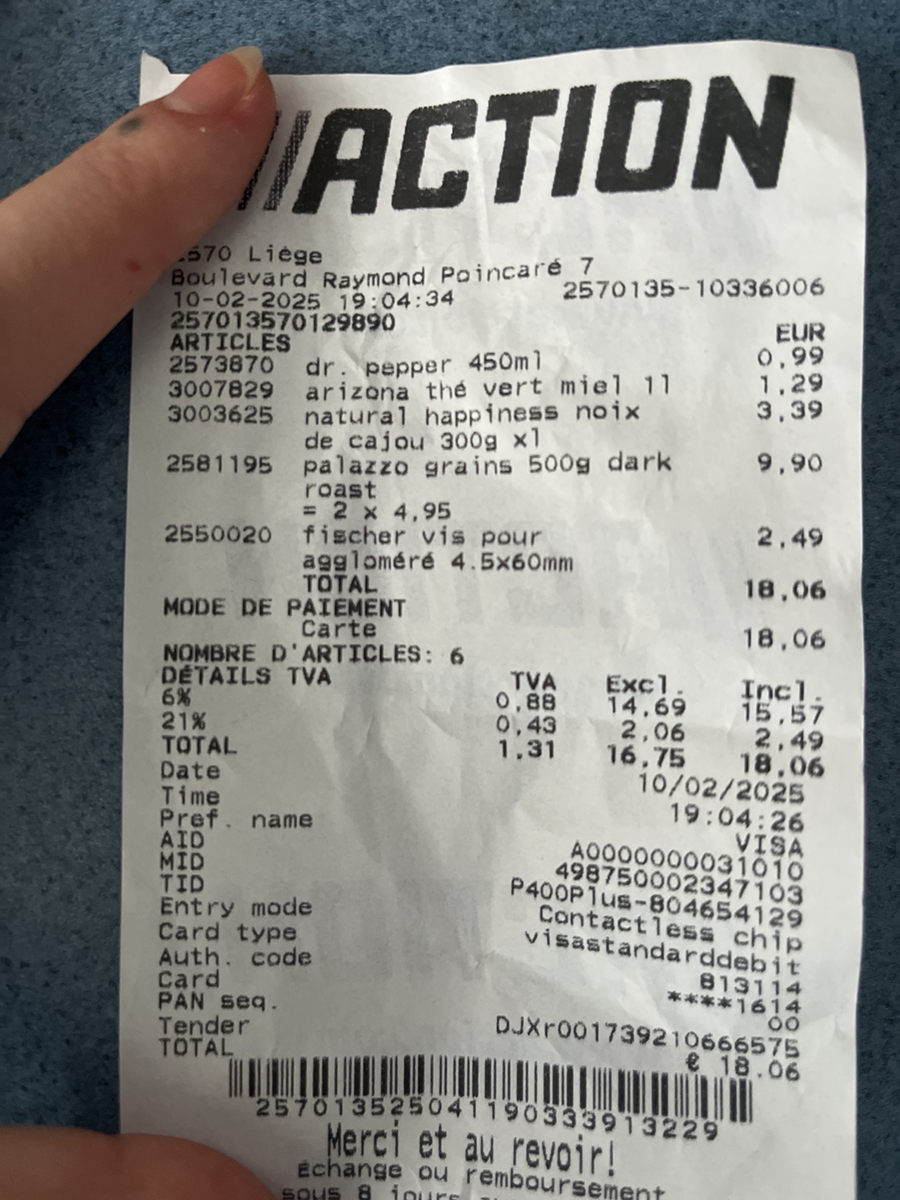 ACTION
2570 Liège
Boulevard Raymond Poincaré 7
10-02-2025 19:04:34 2570135-10336006
257013570129890
ARTICLES EUR
2573870 dr. pepper 450ml 0,99
3007829 arizona thé vert miel 1l 1,29
3003625 natural happiness noix 3,39
de cajou 300g x1
2581195 palazzo grains 500g dark 9,90
roast
= 2 x 4,95
2550020 fischer vis pour 2,49
aggloméré 4.5x60mm
TOTAL 18,06
MODE DE PAIEMENT
Carte 18,06
NOMBRE D'ARTICLES: 6
DÉTAILS TVA TVA Excl. Incl.
6% 0,88 14,69 15,57
21% 0,43 2,06 2,49
TOTAL 1,31 16,75 18,06
Date 10/02/2025
Time 19:04:26
Pref. name VISA
AID A0000000031010
MID 498750002347103
TID P400Plus-804654129
Entry mode Contactless chip
Card type visastandarddebit
Auth. code 813114
Card ****1614
PAN seq. 00
Tender DJXr001739210666575
TOTAL € 18.06
257013525041190333913229
Merci et au revoir!
Échange ou remboursement
sous 8 jours